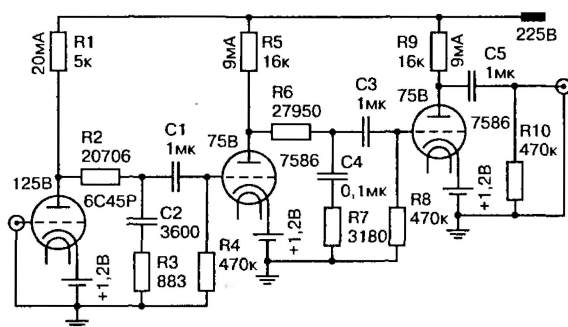 20мА
R1
5к
9мА
R5
16к
R9
16к
9мА
225В
C5
1мк
R6
27950
C3
1мк
75В
R2
20706
C1
1мк
75В
7586
C4
0,1мк
7586
R10
470к
125В
6С45Р
C2
3600
R8
470к
+1,2В
R7
3180
R3
883
R4
470к
+1,2В
+1,2В